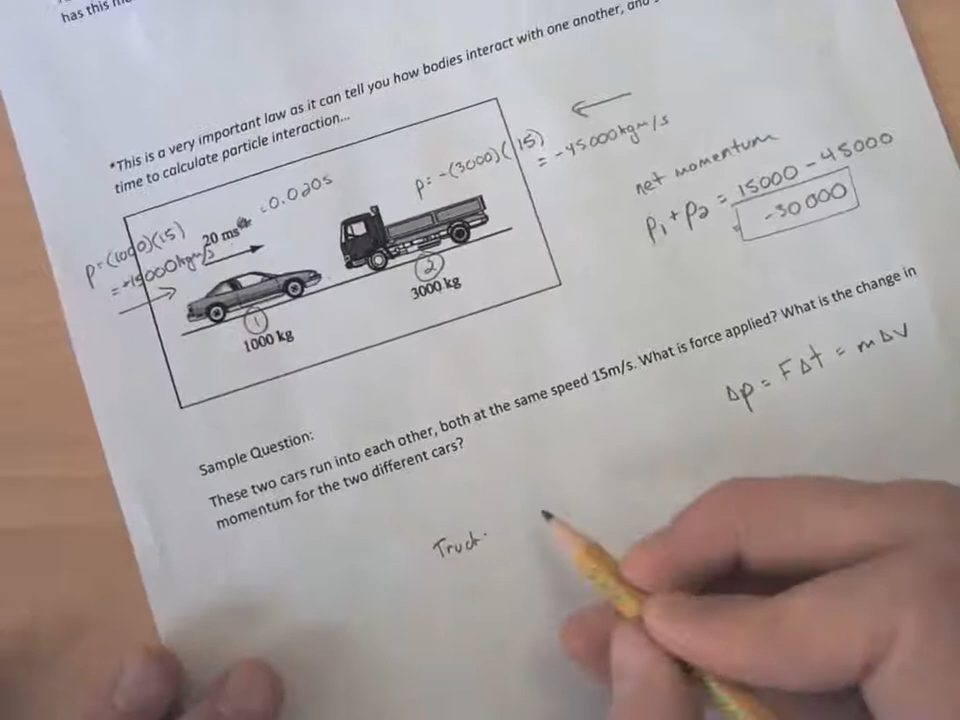 has this
*This is a very important law as it can tell you how bodies interact with one another, and
time to calculate particle interaction...
p=(1000)(15)
= +15000kgm/s
20 ms = 0.020s
p= -(3000)(15)
= -45000kgm/s
net momentum
p1+p2 = 15000 - 45000
= -30000
1
1000 kg
2
3000 kg
Sample Question:
These two cars run into each other, both at the same speed 15m/s. What is force applied? What is the change in
momentum for the two different cars?
Δp = FΔt = mΔv
Truck: